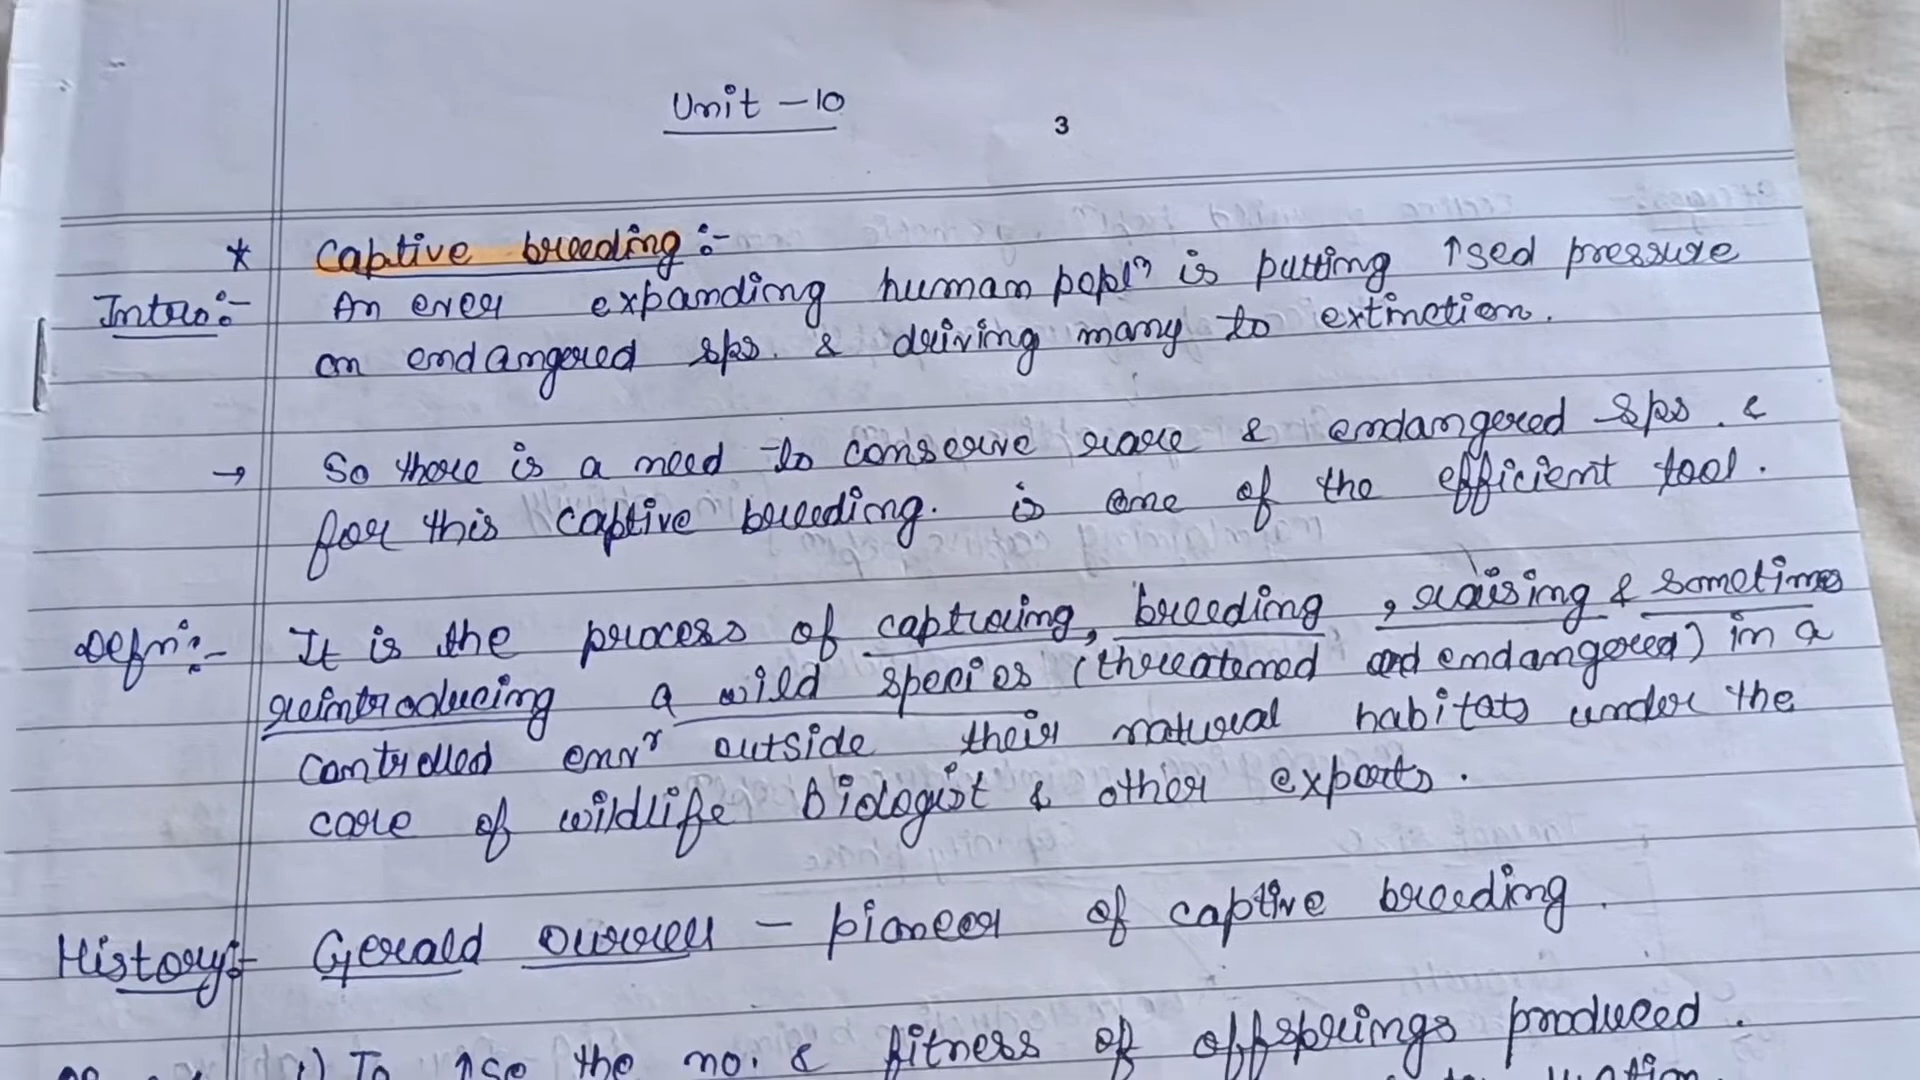 Unit - 10
3
* Captive breeding :-
Intro :- An ever expanding human popln is putting ↑sed pressure
on endangered sps. & driving many to extinction.
→ So there is a need to conserve rare & endangered sps. &
for this captive breeding. is one of the efficient tool.
Defn :- It is the process of captruing, breeding, raising & sometimes
reintroducing a wild species (threatened and endangered) in a
controlled envr outside their natural habitats under the
care of wildlife Biologist & other experts.
History :- Gerald Durrell - pioneer of captive breeding.
1) To ↑se the no. & fitness of offsprings produced.